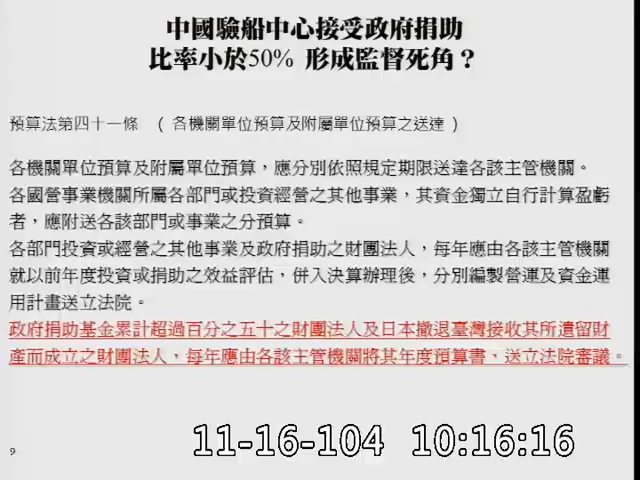 中國驗船中心接受政府捐助
比率小於50% 形成監督死角？
預算法第四十一條 （ 各機關單位預算及附屬單位預算之送達 ）
各機關單位預算及附屬單位預算，應分別依照規定期限送達各該主管機關。
各國營事業機關所屬各部門或投資經營之其他事業，其資金獨立自行計算盈虧
者，應附送各該部門或事業之分預算。
各部門投資或經營之其他事業及政府捐助之財團法人，每年應由各該主管機關
就以前年度投資或捐助之效益評估，併入決算辦理後，分別編製營運及資金運
用計畫送立法院。
政府捐助基金累計超過百分之五十之財團法人及日本撤退臺灣接收其所遺留財
產而成立之財團法人，每年應由各該主管機關將其年度預算書，送立法院審議。
9
11-16-104 10:16:16